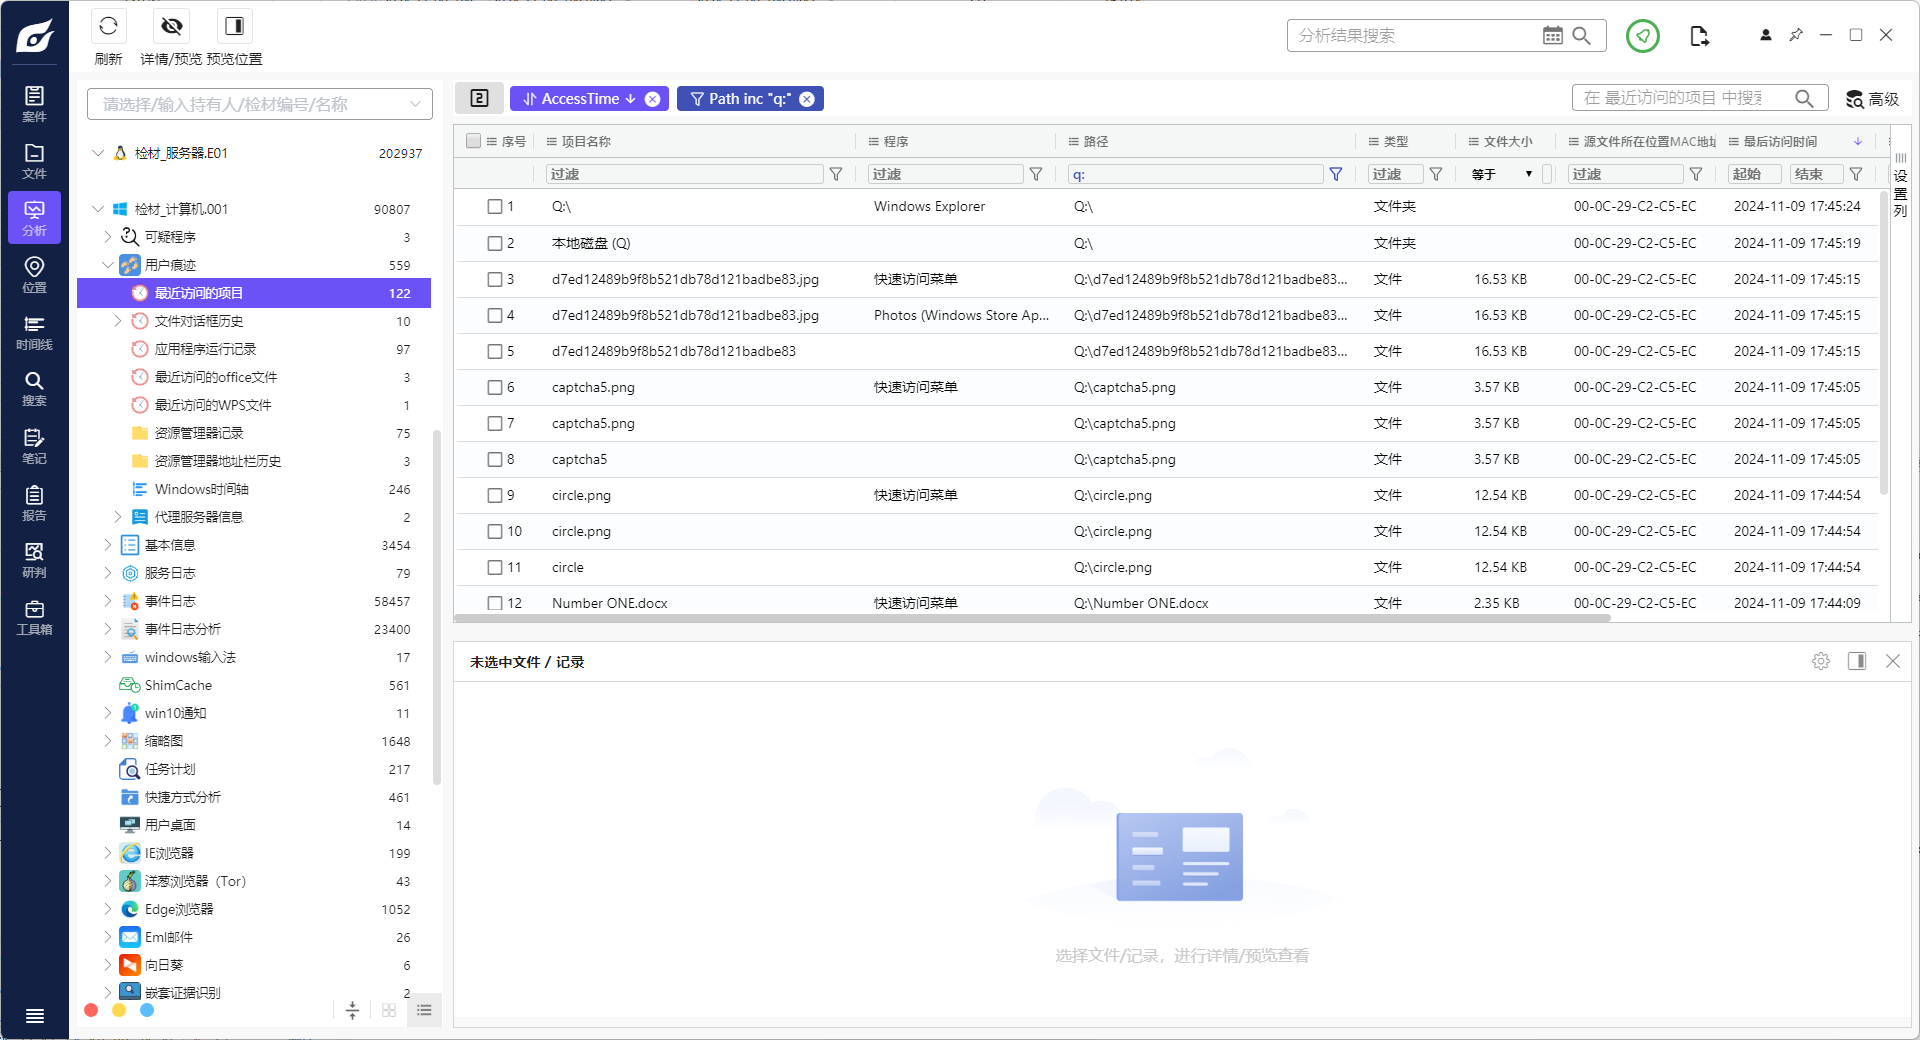 刷新
详情/预览
预览位置
分析结果搜索
案件
文件
分析
位置
时间线
搜索
笔记
报告
研判
工具箱
请选择/输入持有人/检材编号/名称
检材_服务器.E01 202937
检材_计算机.001 90807
可疑程序 3
用户痕迹 559
最近访问的项目 122
文件对话框历史 10
应用程序运行记录 97
最近访问的office文件 3
最近访问的WPS文件 1
资源管理器记录 75
资源管理器地址栏历史 3
Windows时间轴 246
代理服务器信息 2
基本信息 3454
服务日志 79
事件日志 58457
事件日志分析 23400
windows输入法 17
ShimCache 561
win10通知 11
缩略图 1648
任务计划 217
快捷方式分析 461
用户桌面 14
IE浏览器 199
洋葱浏览器（Tor） 43
Edge浏览器 1052
Eml邮件 26
向日葵 6
嵌套证据识别 2
2 AccessTime Path inc "q:"
在 最近访问的项目 中搜
高级
序号 项目名称 程序 路径 类型 文件大小 源文件所在位置MAC地 最后访问时间
过滤 过滤 q: 过滤 等于 过滤 起始 结束
设置列
1 Q:\ Windows Explorer Q:\ 文件夹 00-0C-29-C2-C5-EC 2024-11-09 17:45:24
2 本地磁盘 (Q) Q:\ 文件夹 00-0C-29-C2-C5-EC 2024-11-09 17:45:19
3 d7ed12489b9f8b521db78d121badbe83.jpg 快速访问菜单 Q:\d7ed12489b9f8b521db78d121badbe83... 文件 16.53 KB 00-0C-29-C2-C5-EC 2024-11-09 17:45:15
4 d7ed12489b9f8b521db78d121badbe83.jpg Photos (Windows Store Ap... Q:\d7ed12489b9f8b521db78d121badbe83... 文件 16.53 KB 00-0C-29-C2-C5-EC 2024-11-09 17:45:15
5 d7ed12489b9f8b521db78d121badbe83 Q:\d7ed12489b9f8b521db78d121badbe83... 文件 16.53 KB 00-0C-29-C2-C5-EC 2024-11-09 17:45:15
6 captcha5.png 快速访问菜单 Q:\captcha5.png 文件 3.57 KB 00-0C-29-C2-C5-EC 2024-11-09 17:45:05
7 captcha5.png Q:\captcha5.png 文件 3.57 KB 00-0C-29-C2-C5-EC 2024-11-09 17:45:05
8 captcha5 Q:\captcha5.png 文件 3.57 KB 00-0C-29-C2-C5-EC 2024-11-09 17:45:05
9 circle.png 快速访问菜单 Q:\circle.png 文件 12.54 KB 00-0C-29-C2-C5-EC 2024-11-09 17:44:54
10 circle.png Q:\circle.png 文件 12.54 KB 00-0C-29-C2-C5-EC 2024-11-09 17:44:54
11 circle Q:\circle.png 文件 12.54 KB 00-0C-29-C2-C5-EC 2024-11-09 17:44:54
12 Number ONE.docx 快速访问菜单 Q:\Number ONE.docx 文件 2.35 KB 00-0C-29-C2-C5-EC 2024-11-09 17:44:09
未选中文件 / 记录
选择文件/记录，进行详情/预览查看